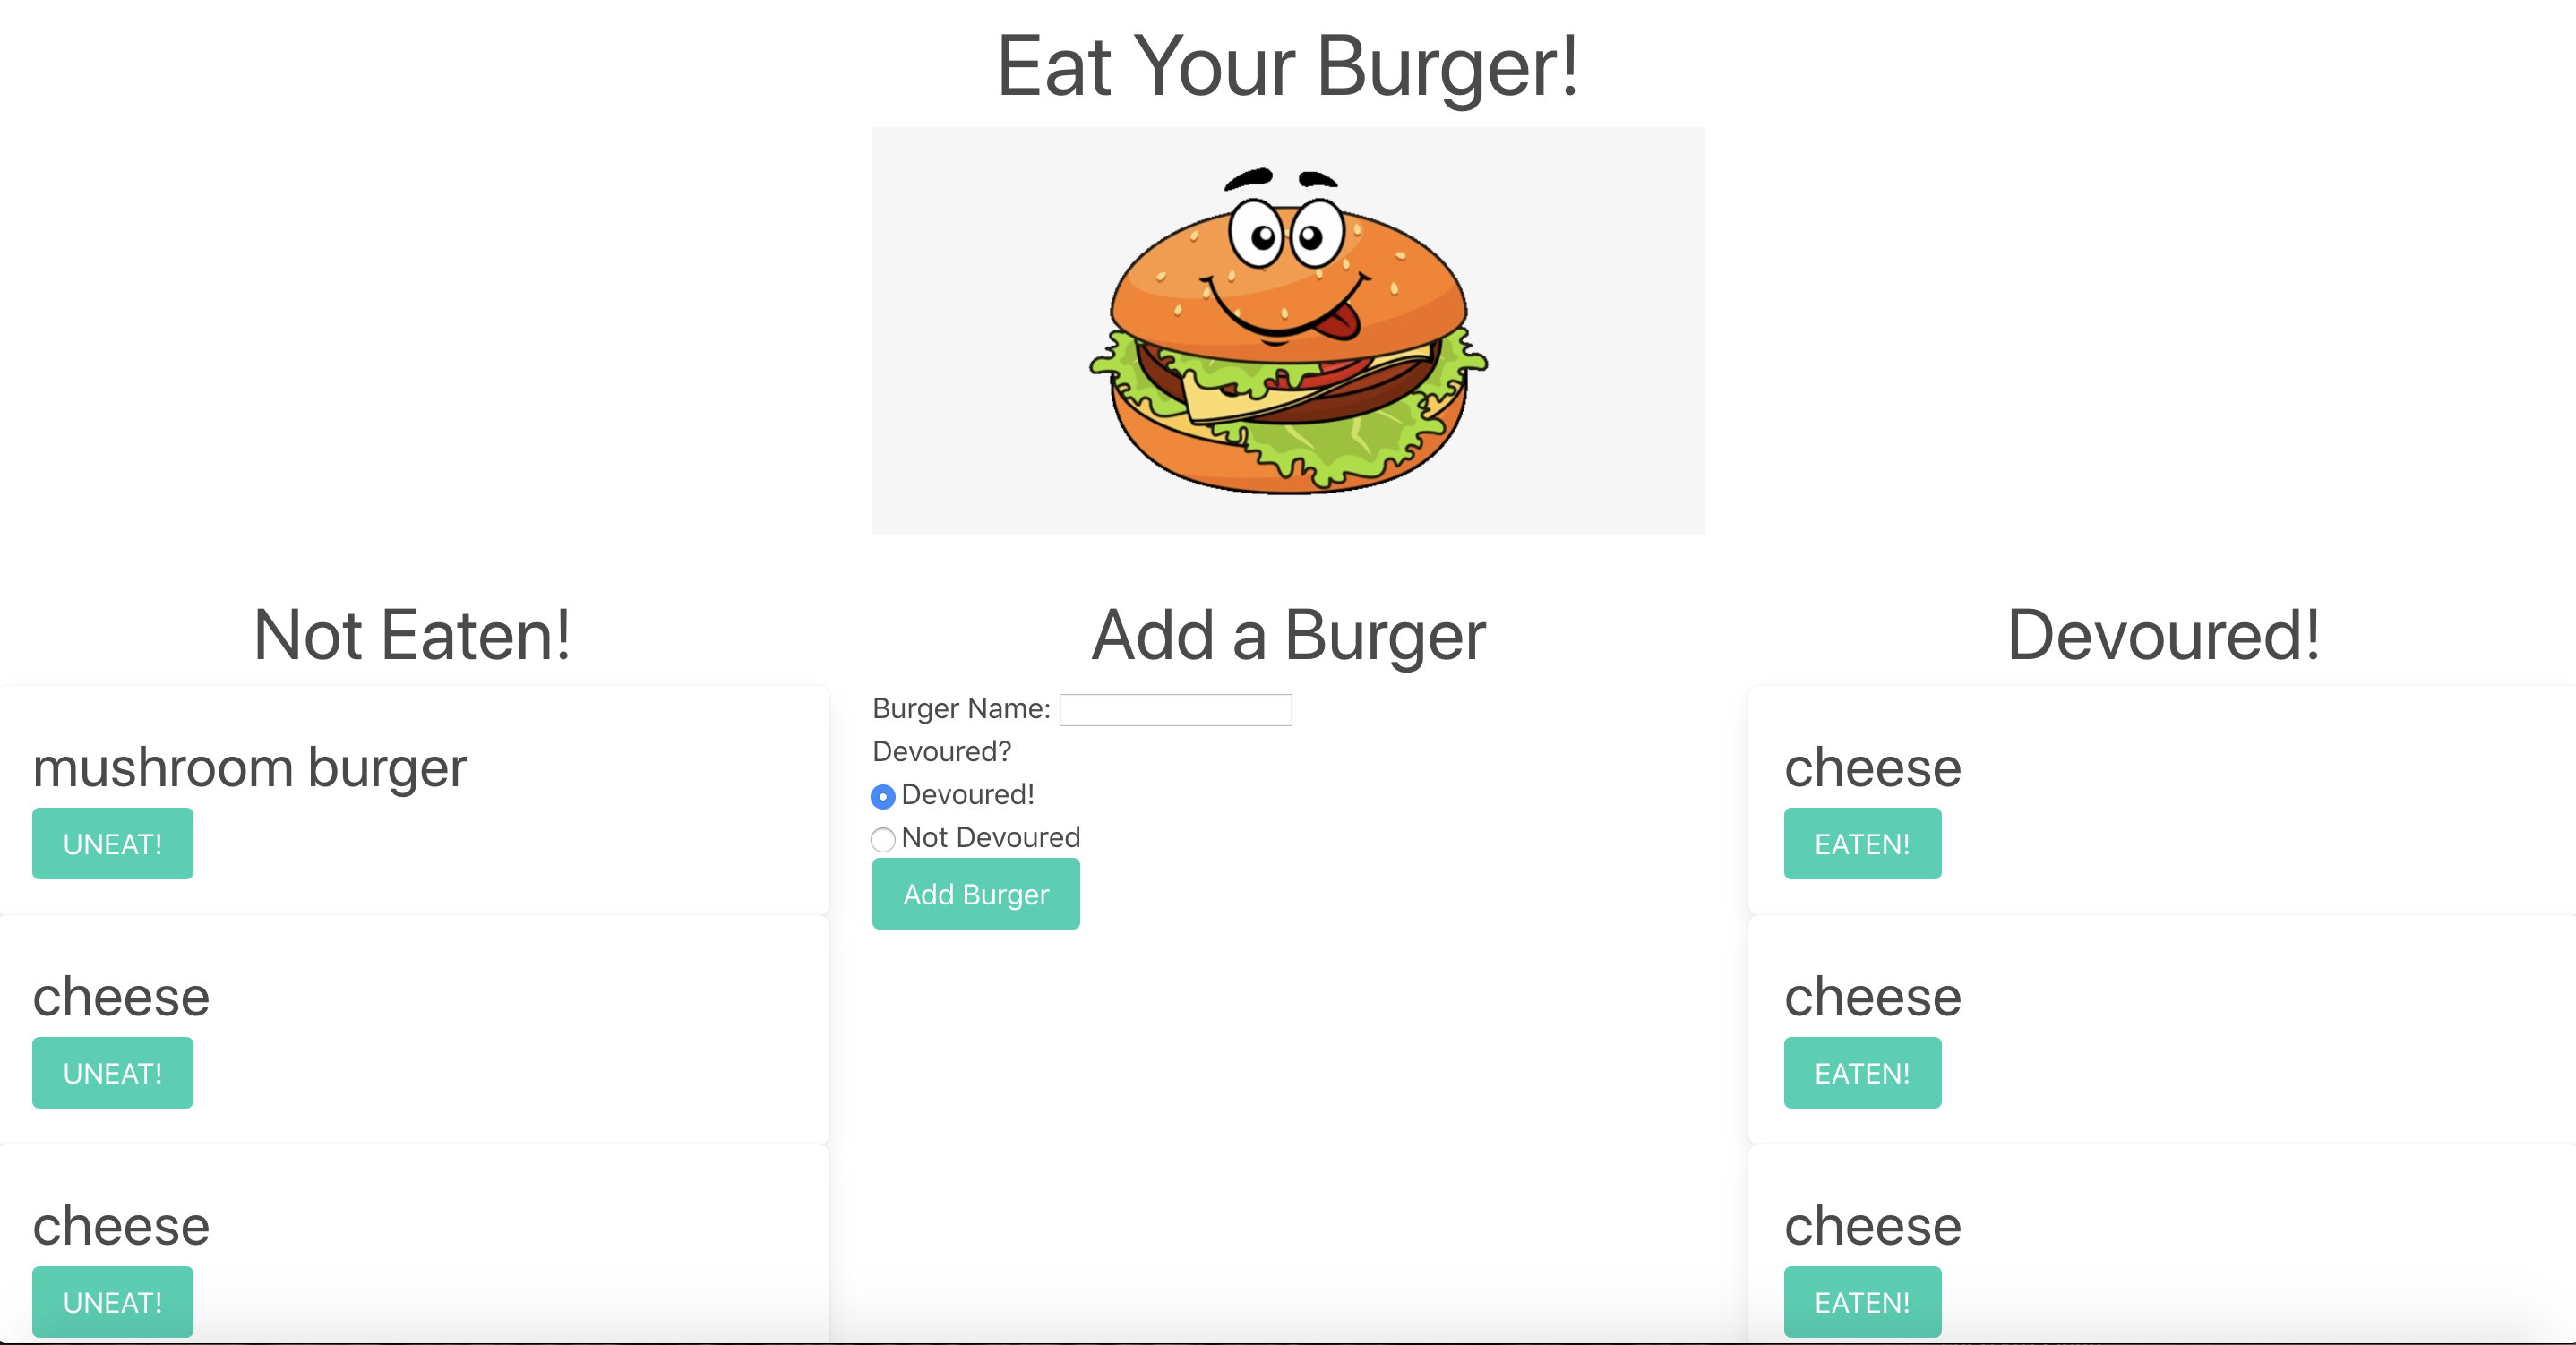 Eat Your Burger!
Not Eaten!
mushroom burger
UNEAT!
cheese
UNEAT!
cheese
UNEAT!
Add a Burger
Burger Name:
Devoured?
Devoured!
Not Devoured
Add Burger
Devoured!
cheese
EATEN!
cheese
EATEN!
cheese
EATEN!